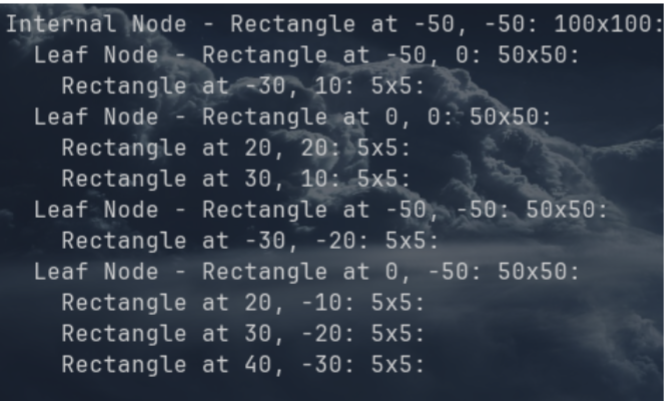 Internal Node - Rectangle at -50, -50: 100x100:
Leaf Node - Rectangle at -50, 0: 50x50:
Rectangle at -30, 10: 5x5:
Leaf Node - Rectangle at 0, 0: 50x50:
Rectangle at 20, 20: 5x5:
Rectangle at 30, 10: 5x5:
Leaf Node - Rectangle at -50, -50: 50x50:
Rectangle at -30, -20: 5x5:
Leaf Node - Rectangle at 0, -50: 50x50:
Rectangle at 20, -10: 5x5:
Rectangle at 30, -20: 5x5:
Rectangle at 40, -30: 5x5: